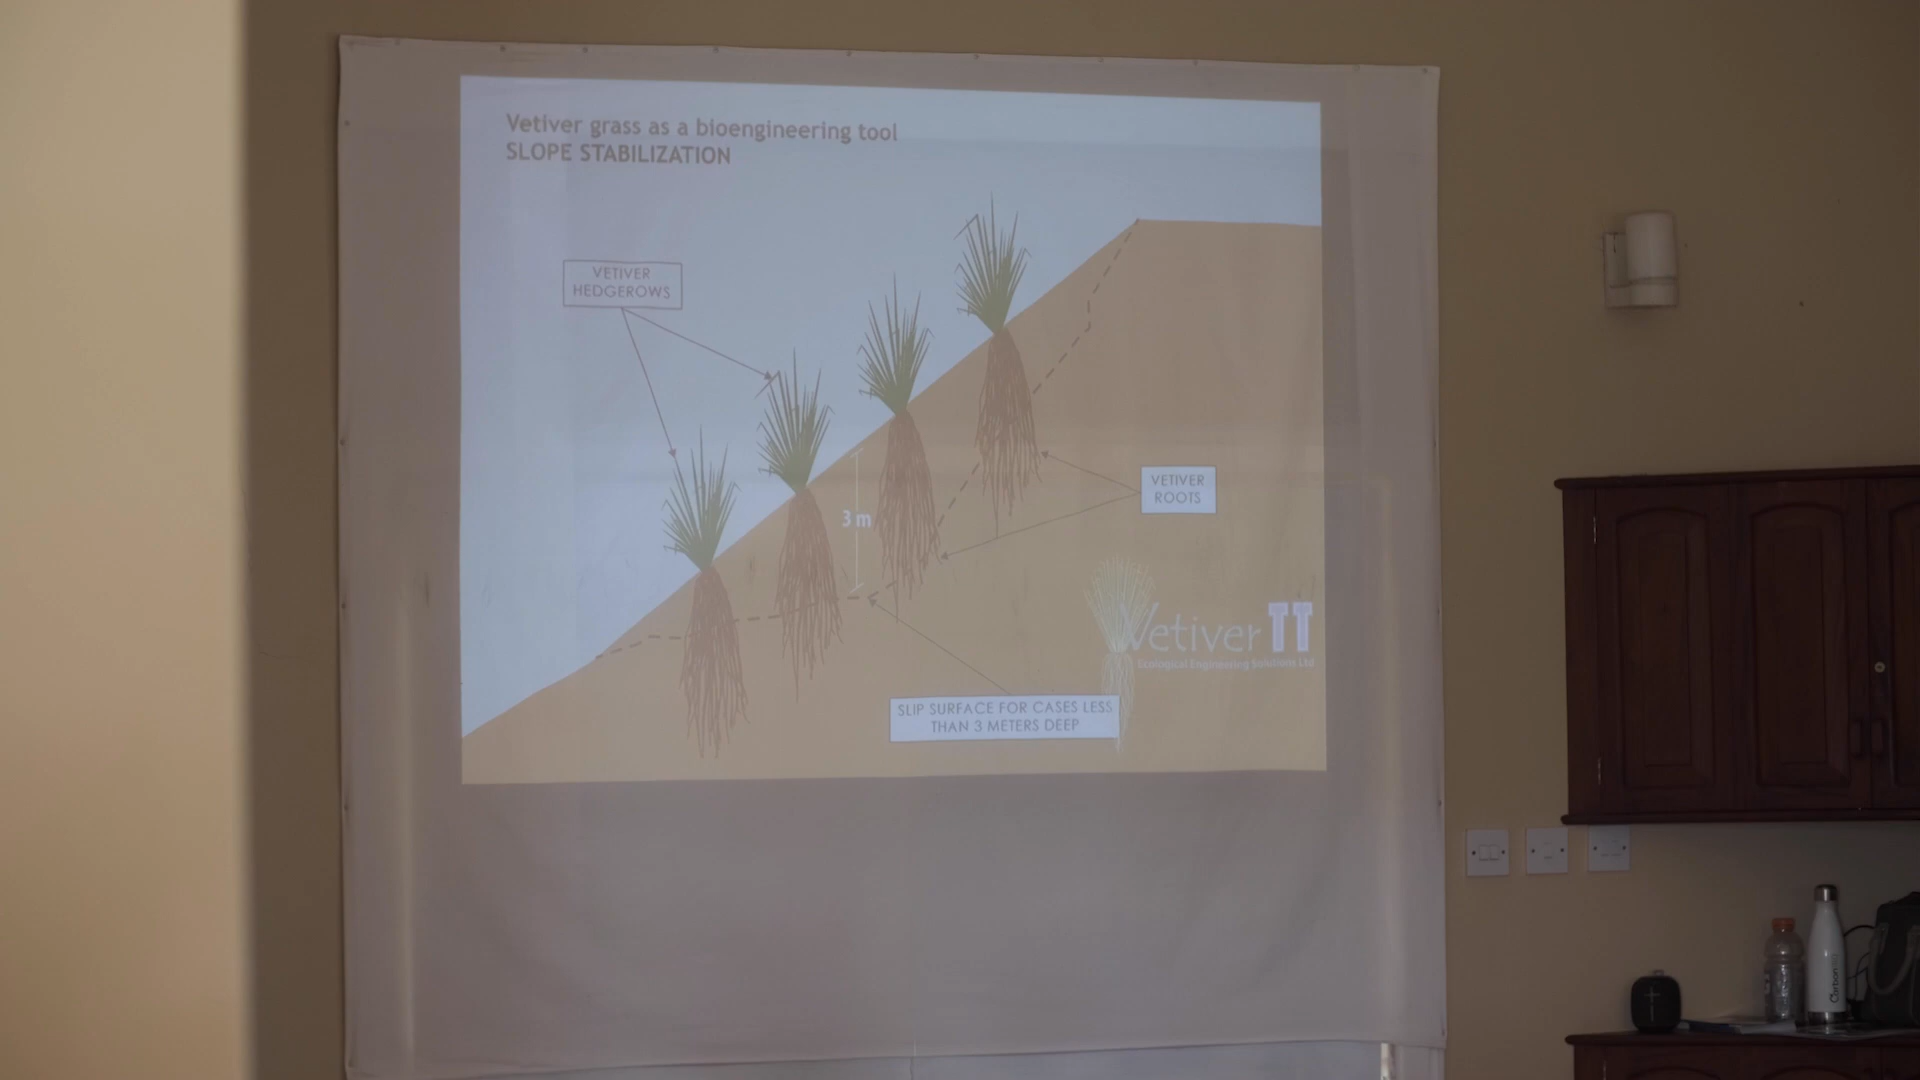 Vetiver grass as a bioengineering tool
SLOPE STABILIZATION
VETIVER
HEDGEROWS
VETIVER
ROOTS
3 m
Vetiver TT
Ecological Engineering Solutions Ltd
SLIP SURFACE FOR CASES LESS
THAN 3 METERS DEEP
Carbon